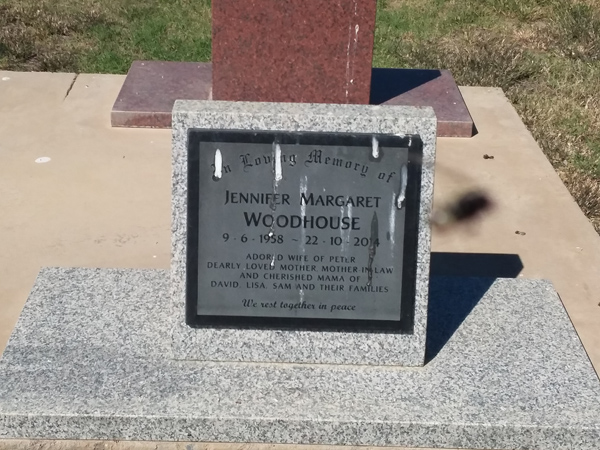 In Loving Memory of
JENNIFER MARGARET
WOODHOUSE
9 - 6 - 1958 ~ 22 - 10 - 2014
ADORED WIFE OF PETER
DEARLY LOVED MOTHER, MOTHER-IN-LAW
AND CHERISHED MAMA OF
DAVID, LISA, SAM AND THEIR FAMILIES
We rest together in peace